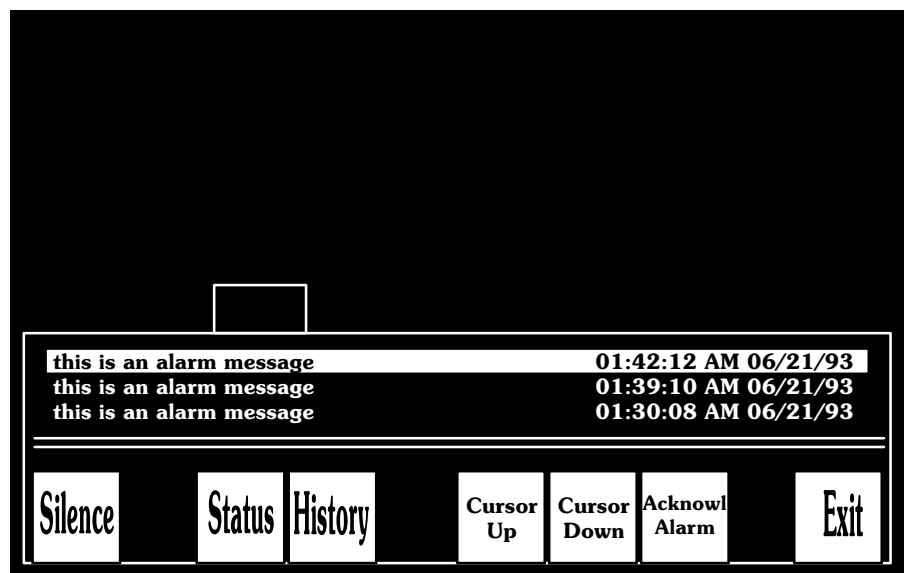 this is an alarm message 01:42:12 AM 06/21/93
this is an alarm message 01:39:10 AM 06/21/93
this is an alarm message 01:30:08 AM 06/21/93
Silence
Status
History
Cursor
Up
Cursor
Down
Acknowl
Alarm
Exit